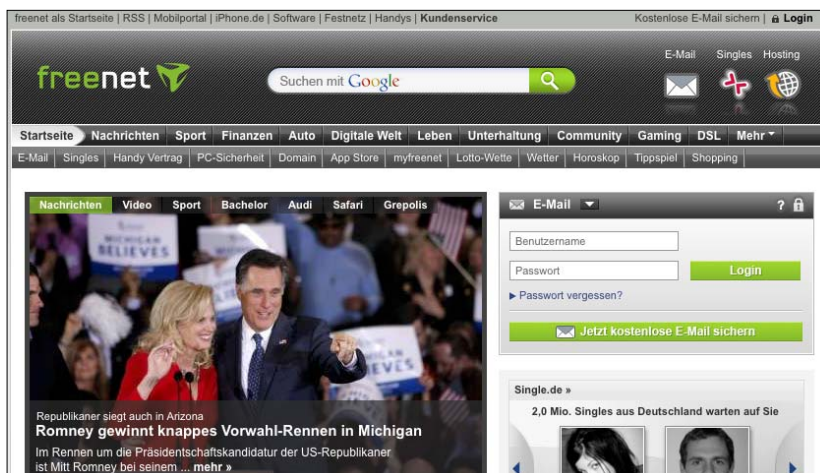 freenet als Startseite | RSS | Mobilportal | iPhone.de | Software | Festnetz | Handys | Kundenservice
Kostenlose E-Mail sichern | Login
freenet
Suchen mit Google
E-Mail Singles Hosting
Startseite Nachrichten Sport Finanzen Auto Digitale Welt Leben Unterhaltung Community Gaming DSL Mehr
E-Mail | Singles | Handy Vertrag | PC-Sicherheit | Domain | App Store | myfreenet | Lotto-Wette | Wetter | Horoskop | Tippspiel | Shopping
Nachrichten Video Sport Bachelor Audi Safari Grepolis
MICHIGAN
BELIEVES
Republikaner siegt auch in Arizona
Romney gewinnt knappes Vorwahl-Rennen in Michigan
Im Rennen um die Präsidentschaftskandidatur der US-Republikaner
ist Mitt Romney bei seinem ... mehr »
E-Mail ?
Benutzername
Passwort Login
Passwort vergessen?
Jetzt kostenlose E-Mail sichern
Single.de »
2,0 Mio. Singles aus Deutschland warten auf Sie